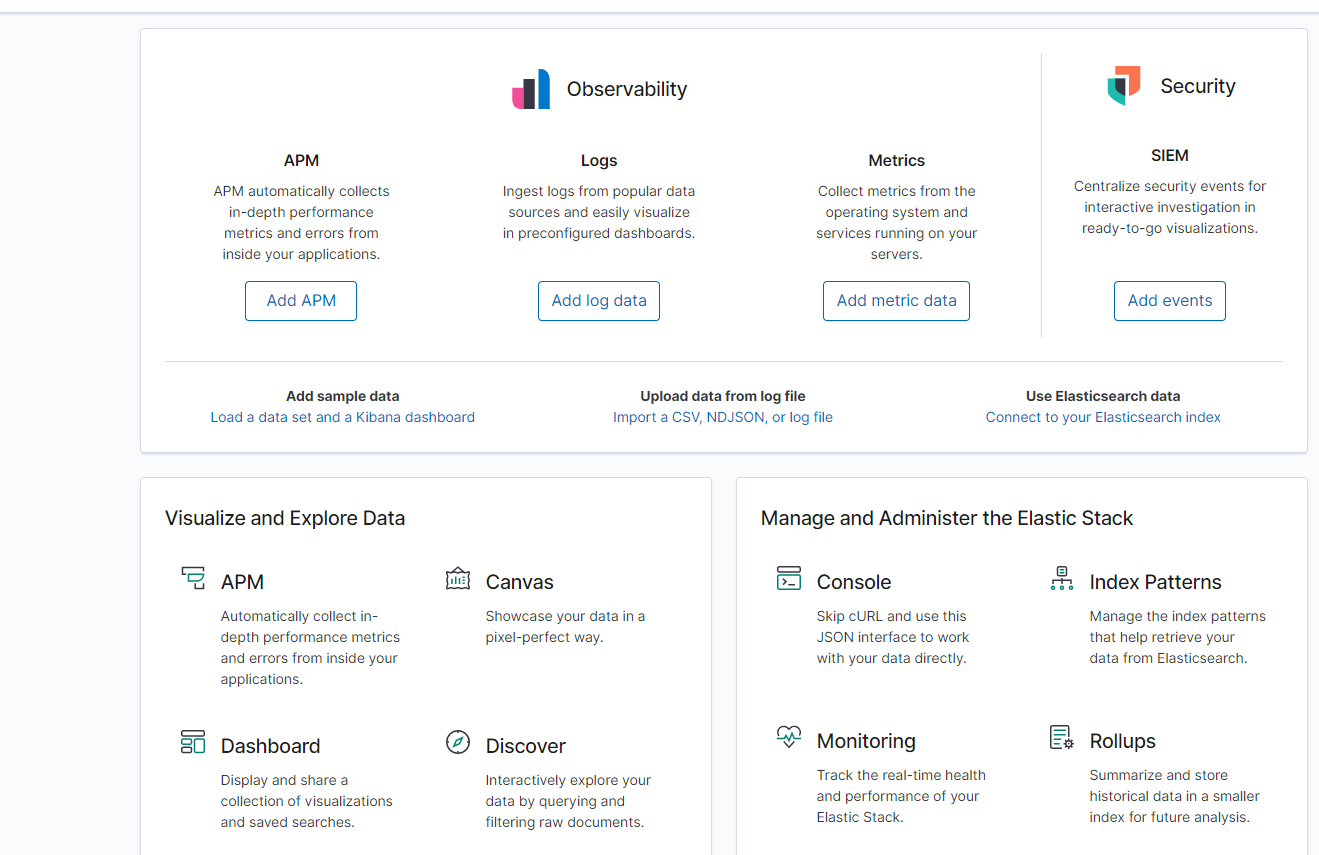 Observability
Security
APM
APM automatically collects
in-depth performance
metrics and errors from
inside your applications.
Add APM
Logs
Ingest logs from popular data
sources and easily visualize
in preconfigured dashboards.
Add log data
Metrics
Collect metrics from the
operating system and
services running on your
servers.
Add metric data
SIEM
Centralize security events for
interactive investigation in
ready-to-go visualizations.
Add events
Add sample data
Load a data set and a Kibana dashboard
Upload data from log file
Import a CSV, NDJSON, or log file
Use Elasticsearch data
Connect to your Elasticsearch index
Visualize and Explore Data
APM
Automatically collect in-
depth performance metrics
and errors from inside your
applications.
Canvas
Showcase your data in a
pixel-perfect way.
Dashboard
Display and share a
collection of visualizations
and saved searches.
Discover
Interactively explore your
data by querying and
filtering raw documents.
Manage and Administer the Elastic Stack
Console
Skip cURL and use this
JSON interface to work
with your data directly.
Index Patterns
Manage the index patterns
that help retrieve your
data from Elasticsearch.
Monitoring
Track the real-time health
and performance of your
Elastic Stack.
Rollups
Summarize and store
historical data in a smaller
index for future analysis.